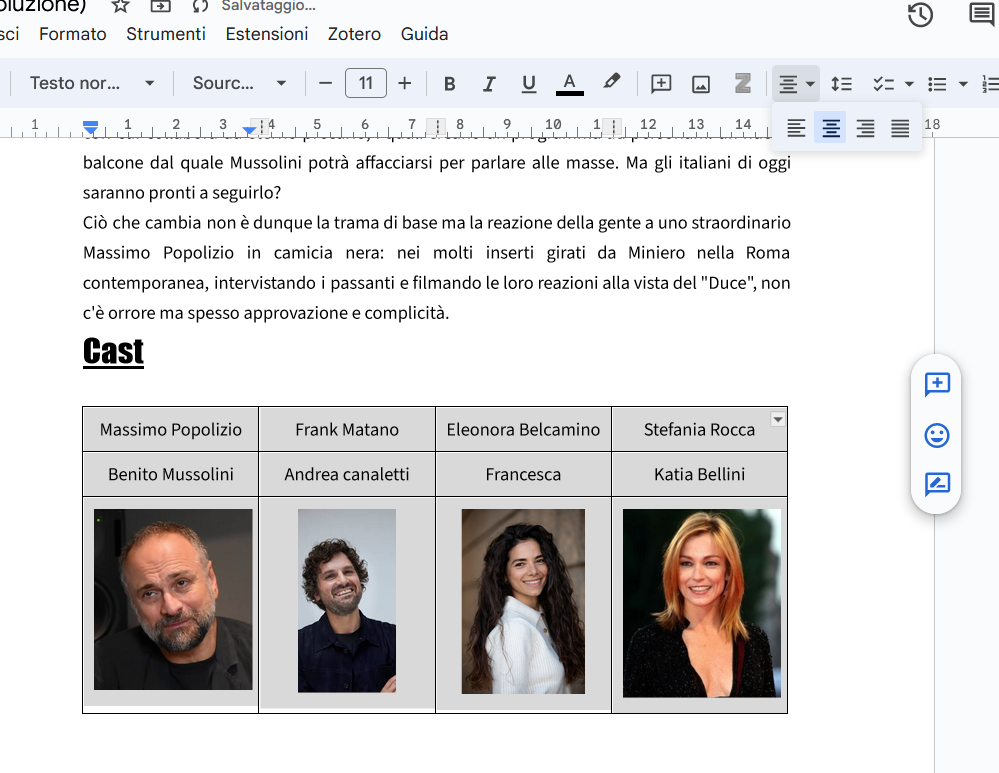 oluzione)
Salvataggio...
sci Formato Strumenti Estensioni Zotero Guida
Testo nor... Sourc... − 11 + B I U A Z
1 1 2 3 4 5 6 7 8 9 10 1 12 13 14 18
balcone dal quale Mussolini potrà affacciarsi per parlare alle masse. Ma gli italiani di oggi
saranno pronti a seguirlo?
Ciò che cambia non è dunque la trama di base ma la reazione della gente a uno straordinario
Massimo Popolizio in camicia nera: nei molti inserti girati da Miniero nella Roma
contemporanea, intervistando i passanti e filmando le loro reazioni alla vista del "Duce", non
c'è orrore ma spesso approvazione e complicità.
Cast
Massimo Popolizio Frank Matano Eleonora Belcamino Stefania Rocca
Benito Mussolini Andrea canaletti Francesca Katia Bellini